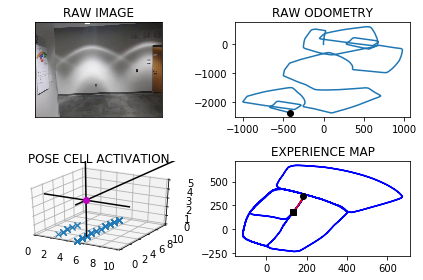 RAW IMAGE
RAW ODOMETRY
0
−1000
−2000
−1000 −500 0 500 1000
POSE CELL ACTIVATION
0 2 4 6 8 10
0 2 4 6 8 10
0 1 2 3 4 5
EXPERIENCE MAP
500
250
0
−250
0 200 400 600